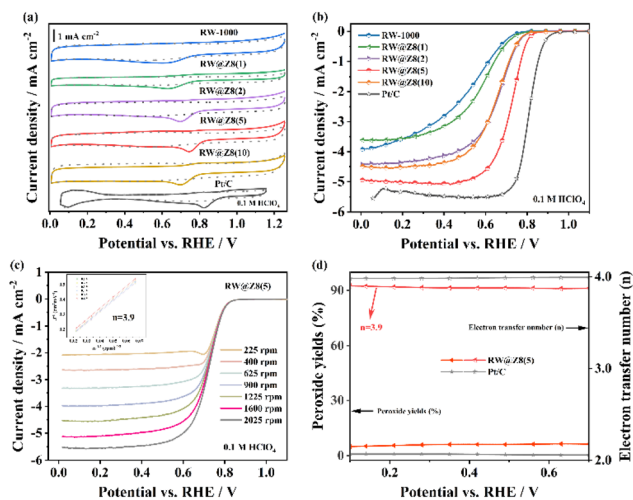 (a)
1 mA cm⁻²
RW-1000
RW@Z8(1)
RW@Z8(2)
RW@Z8(5)
RW@Z8(10)
Pt/C
0.1 M HClO₄
Current density / mA cm⁻²
0.0 0.2 0.4 0.6 0.8 1.0 1.2
Potential vs. RHE / V
(b)
0
-1
-2
-3
-4
-5
-6
RW-1000
RW@Z8(1)
RW@Z8(2)
RW@Z8(5)
RW@Z8(10)
Pt/C
0.1 M HClO₄
Current density / mA cm⁻²
0.0 0.2 0.4 0.6 0.8 1.0
Potential vs. RHE / V
(c)
1
0
-1
-2
-3
-4
-5
-6
n=3.9
RW@Z8(5)
225 rpm
400 rpm
625 rpm
900 rpm
1225 rpm
1600 rpm
2025 rpm
0.1 M HClO₄
Current density / mA cm⁻²
0.0 0.2 0.4 0.6 0.8 1.0
Potential vs. RHE / V
(d)
90
60
30
0
n=3.9
Electron transfer number (n)
RW@Z8(5)
Pt/C
Peroxide yields (%)
Peroxide yields (%)
4.0
3.0
2.0
Electron transfer number (n)
0.2 0.4 0.6
Potential vs. RHE / V